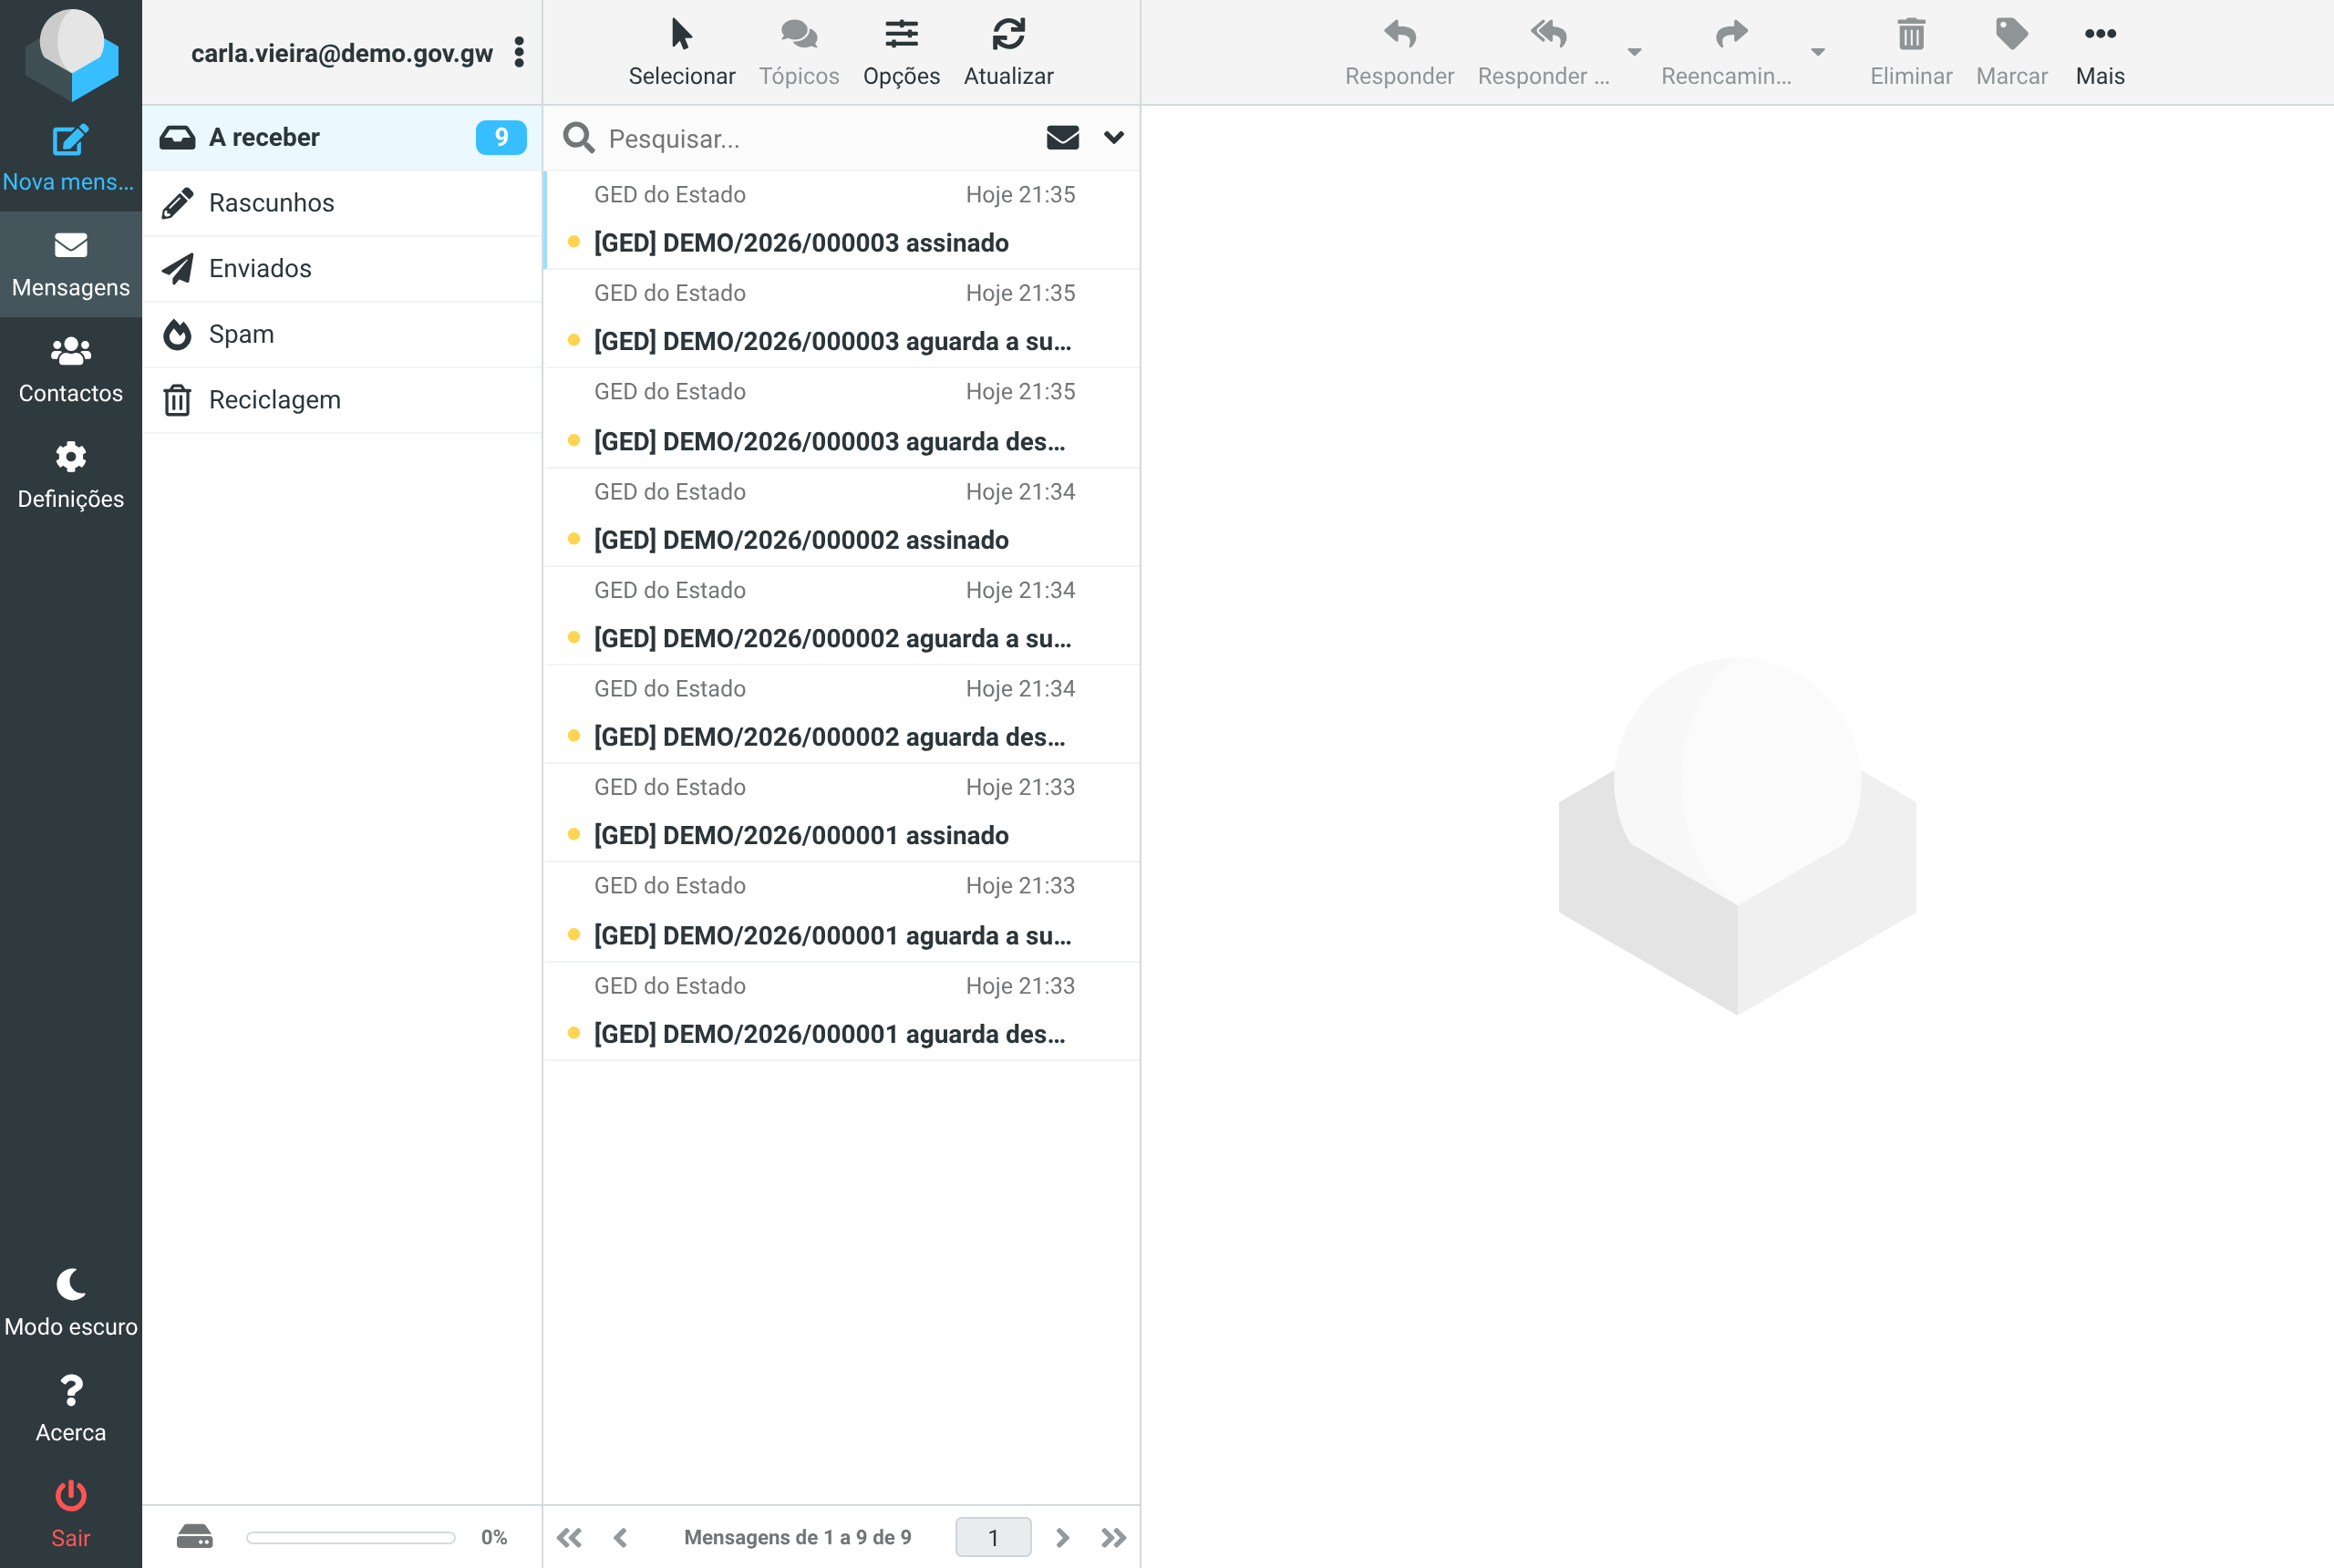 carla.vieira@demo.gov.gw
Nova mens...
Mensagens
Contactos
Definições
Modo escuro
Acerca
Sair
A receber 9
Rascunhos
Enviados
Spam
Reciclagem
0%
Selecionar Tópicos Opções Atualizar
Pesquisar...
GED do Estado Hoje 21:35
[GED] DEMO/2026/000003 assinado
GED do Estado Hoje 21:35
[GED] DEMO/2026/000003 aguarda a su...
GED do Estado Hoje 21:35
[GED] DEMO/2026/000003 aguarda des...
GED do Estado Hoje 21:34
[GED] DEMO/2026/000002 assinado
GED do Estado Hoje 21:34
[GED] DEMO/2026/000002 aguarda a su...
GED do Estado Hoje 21:34
[GED] DEMO/2026/000002 aguarda des...
GED do Estado Hoje 21:33
[GED] DEMO/2026/000001 assinado
GED do Estado Hoje 21:33
[GED] DEMO/2026/000001 aguarda a su...
GED do Estado Hoje 21:33
[GED] DEMO/2026/000001 aguarda des...
Mensagens de 1 a 9 de 9 1
Responder Responder ... Reencamin... Eliminar Marcar Mais